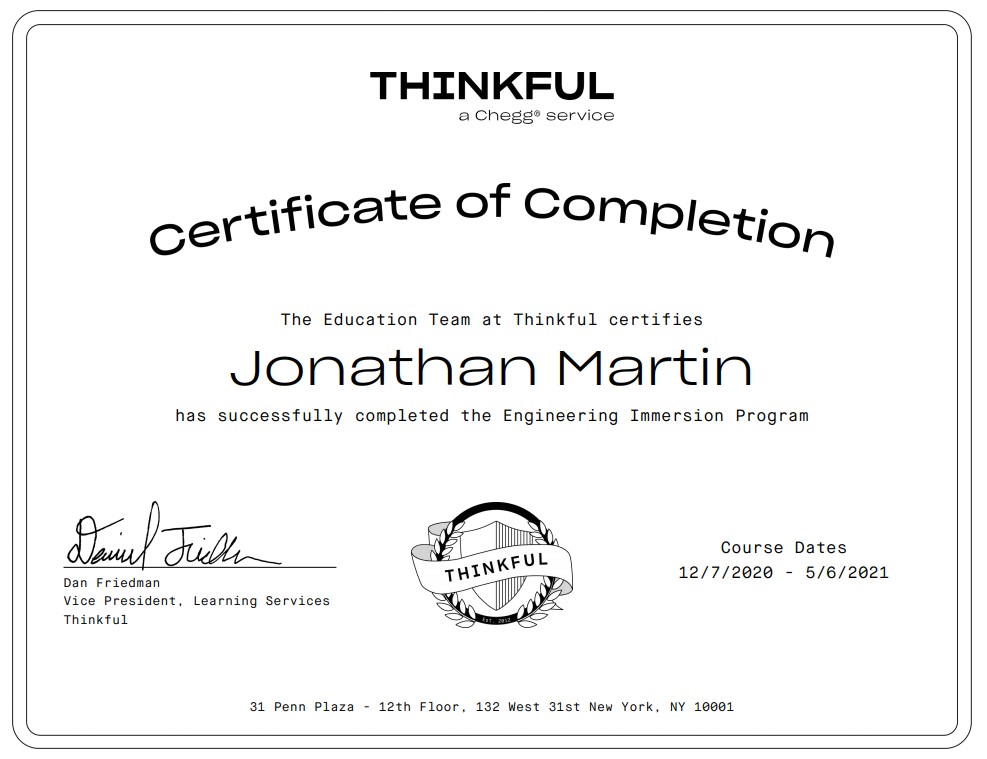 THINKFUL
a Chegg® service
Certificate of Completion
The Education Team at Thinkful certifies
Jonathan Martin
has successfully completed the Engineering Immersion Program
Daniel Friedman
Dan Friedman
Vice President, Learning Services
Thinkful
THINKFUL
EST. 2012
Course Dates
12/7/2020 - 5/6/2021
31 Penn Plaza - 12th Floor, 132 West 31st New York, NY 10001